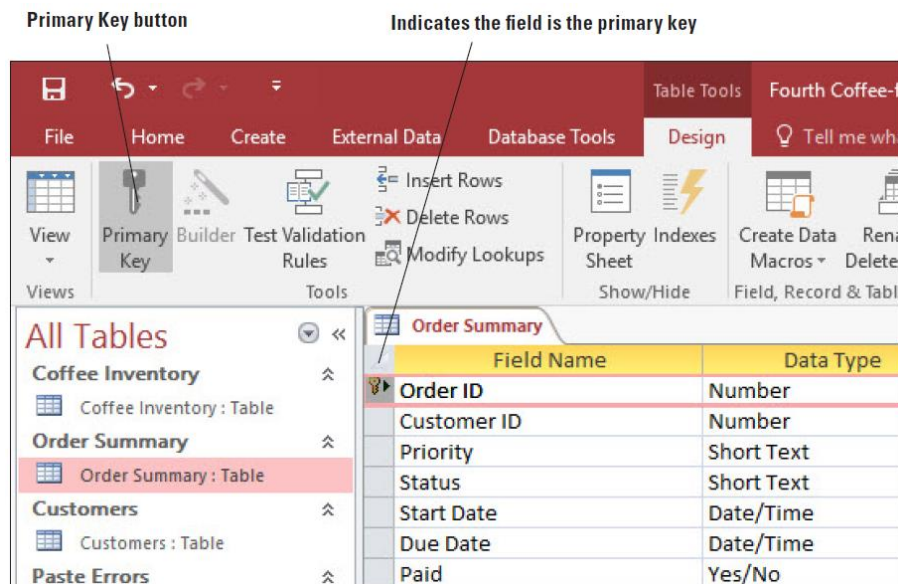 Primary Key button
Indicates the field is the primary key
Table Tools
Fourth Coffee-f
File
Home
Create
External Data
Database Tools
Design
Tell me wh
View
Primary Key
Builder
Test Validation Rules
Insert Rows
Delete Rows
Modify Lookups
Property Sheet
Indexes
Create Data Macros
Rena
Delete
Views
Tools
Show/Hide
Field, Record & Tabl
All Tables
Coffee Inventory
Coffee Inventory : Table
Order Summary
Order Summary : Table
Customers
Customers : Table
Paste Errors
Order Summary
Field Name Data Type
Order ID Number
Customer ID Number
Priority Short Text
Status Short Text
Start Date Date/Time
Due Date Date/Time
Paid Yes/No